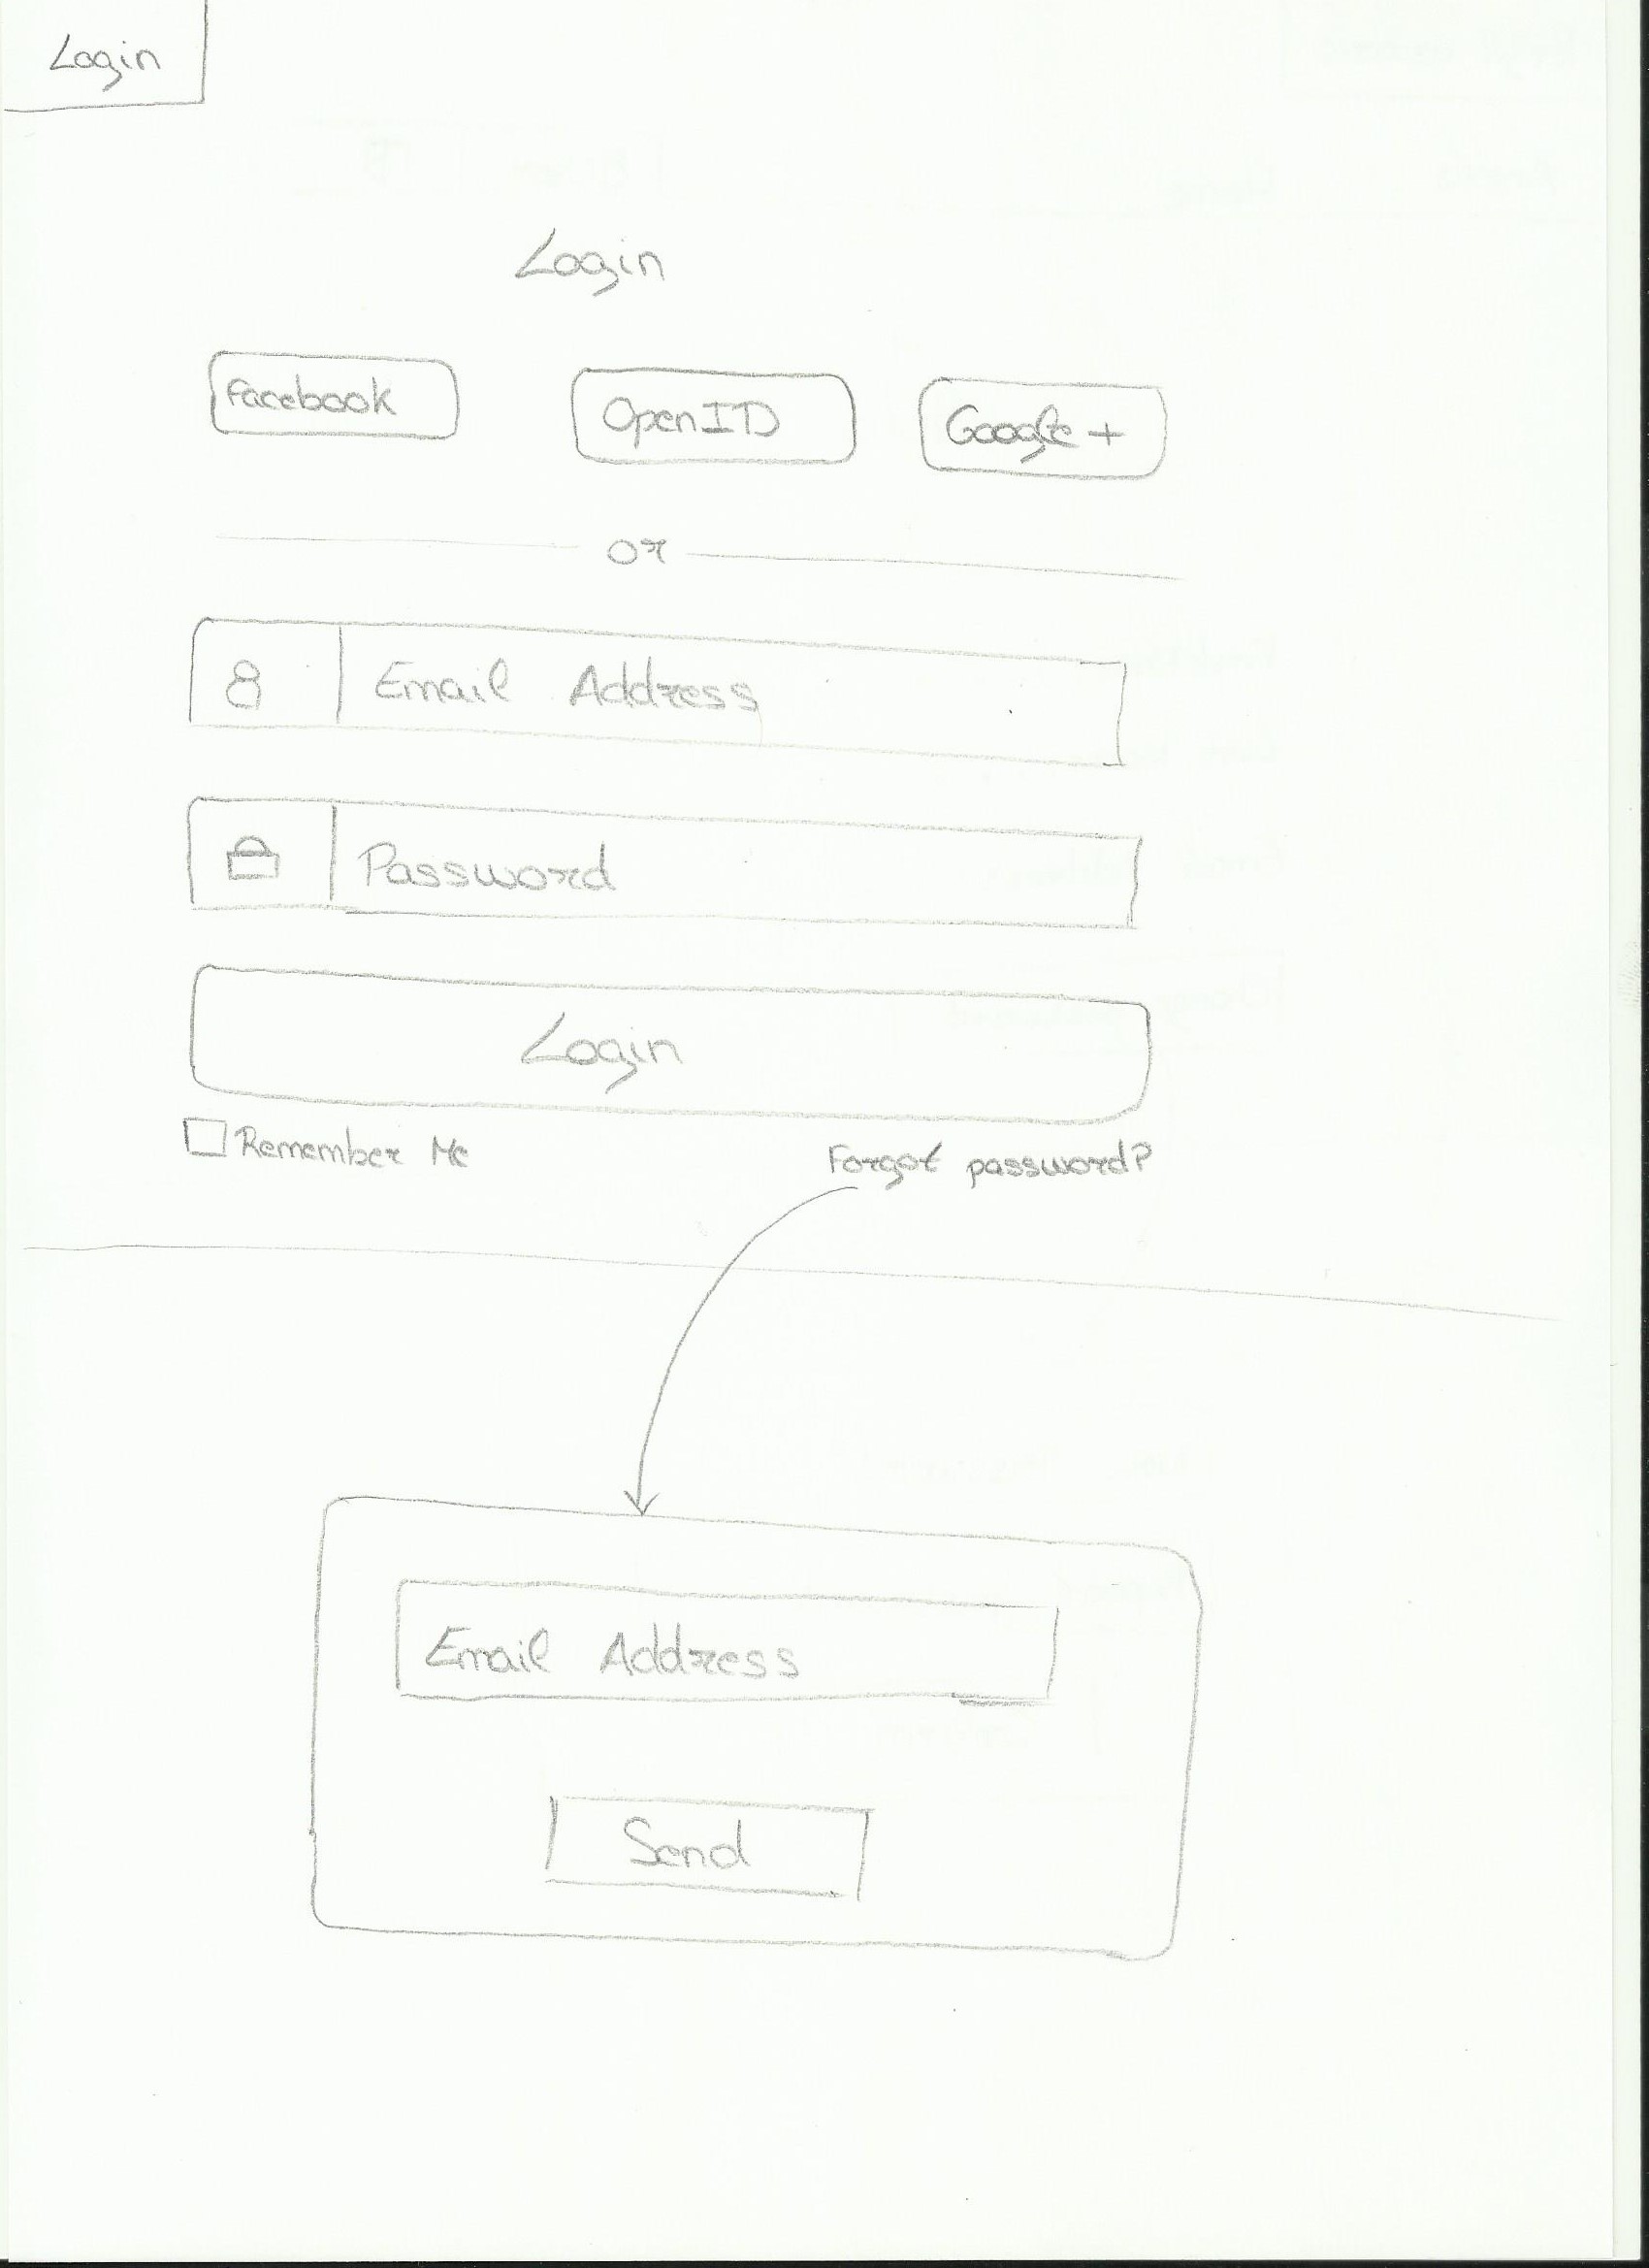 Login
Login
Facebook OpenID Google+
or
Email Address
Password
Login
Remember Me Forgot password?
Email Address
Send